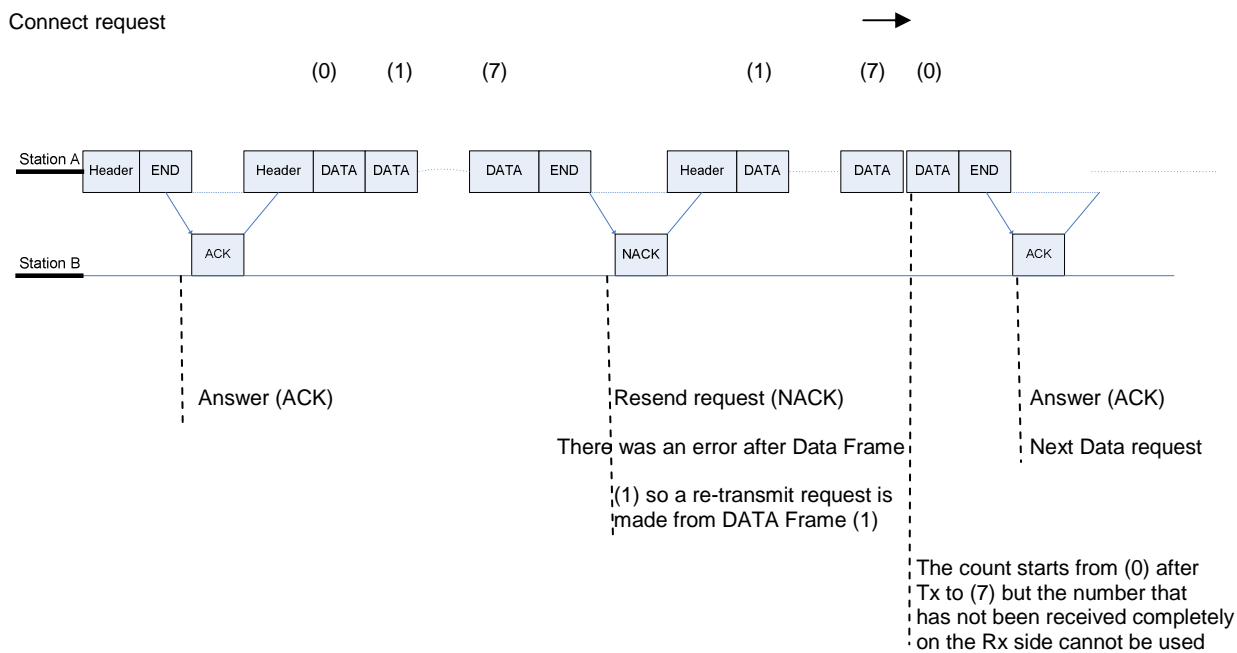 Connect request
(0) (1) (7) (1) (7) (0)
Station A
Header END Header DATA DATA DATA END Header DATA DATA DATA END
ACK NACK ACK
Station B
Answer (ACK)
Resend request (NACK)
There was an error after Data Frame
(1) so a re-transmit request is
made from DATA Frame (1)
Answer (ACK)
Next Data request
The count starts from (0) after
Tx to (7) but the number that
has not been received completely
on the Rx side cannot be used